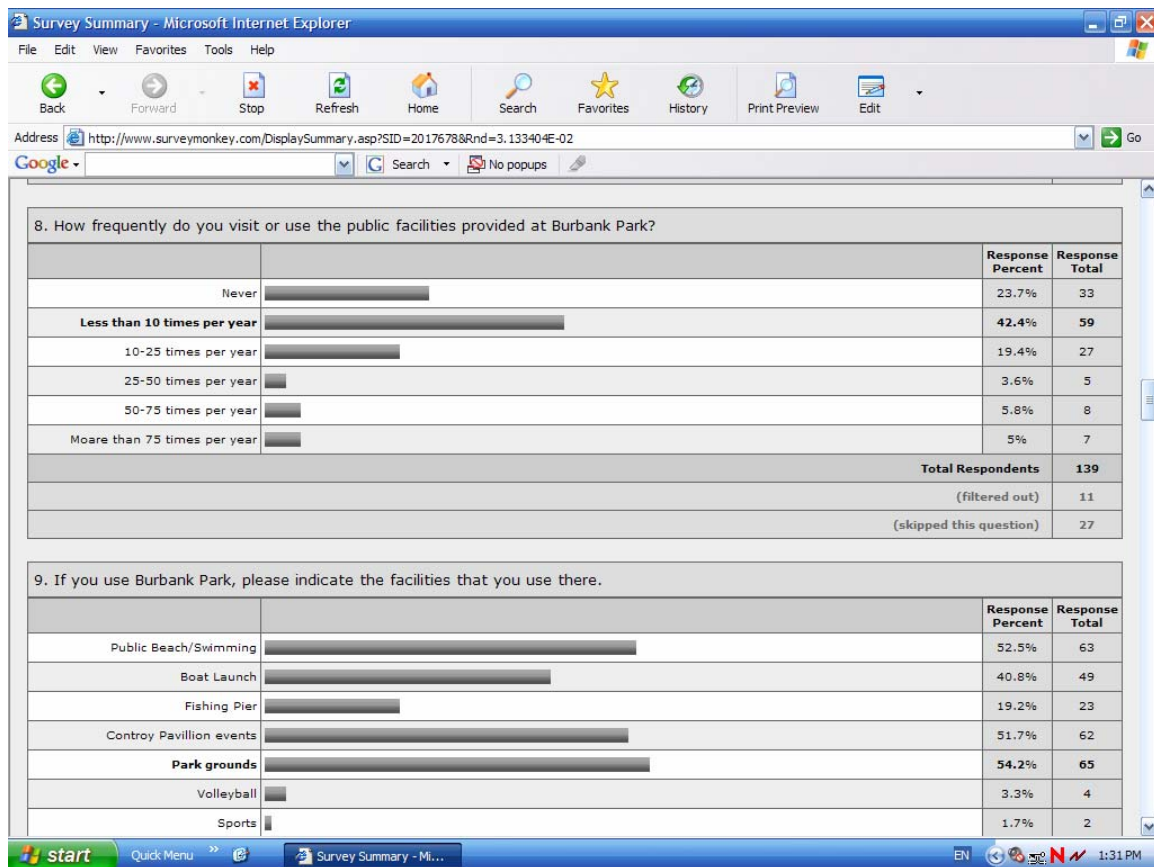 Survey Summary - Microsoft Internet Explorer
File Edit View Favorites Tools Help
Back Forward Stop Refresh Home Search Favorites History Print Preview Edit
Address http://www.surveymonkey.com/DisplaySummary.asp?SID=2017678&Rnd=3.133404E-02 Go
Google Search No popups
8. How frequently do you visit or use the public facilities provided at Burbank Park?
Response Percent Response Total
Never 23.7% 33
Less than 10 times per year 42.4% 59
10-25 times per year 19.4% 27
25-50 times per year 3.6% 5
50-75 times per year 5.8% 8
Moare than 75 times per year 5% 7
Total Respondents 139
(filtered out) 11
(skipped this question) 27
9. If you use Burbank Park, please indicate the facilities that you use there.
Response Percent Response Total
Public Beach/Swimming 52.5% 63
Boat Launch 40.8% 49
Fishing Pier 19.2% 23
Controy Pavillion events 51.7% 62
Park grounds 54.2% 65
Volleyball 3.3% 4
Sports 1.7% 2
start Quick Menu » Survey Summary - Mi... EN 1:31 PM